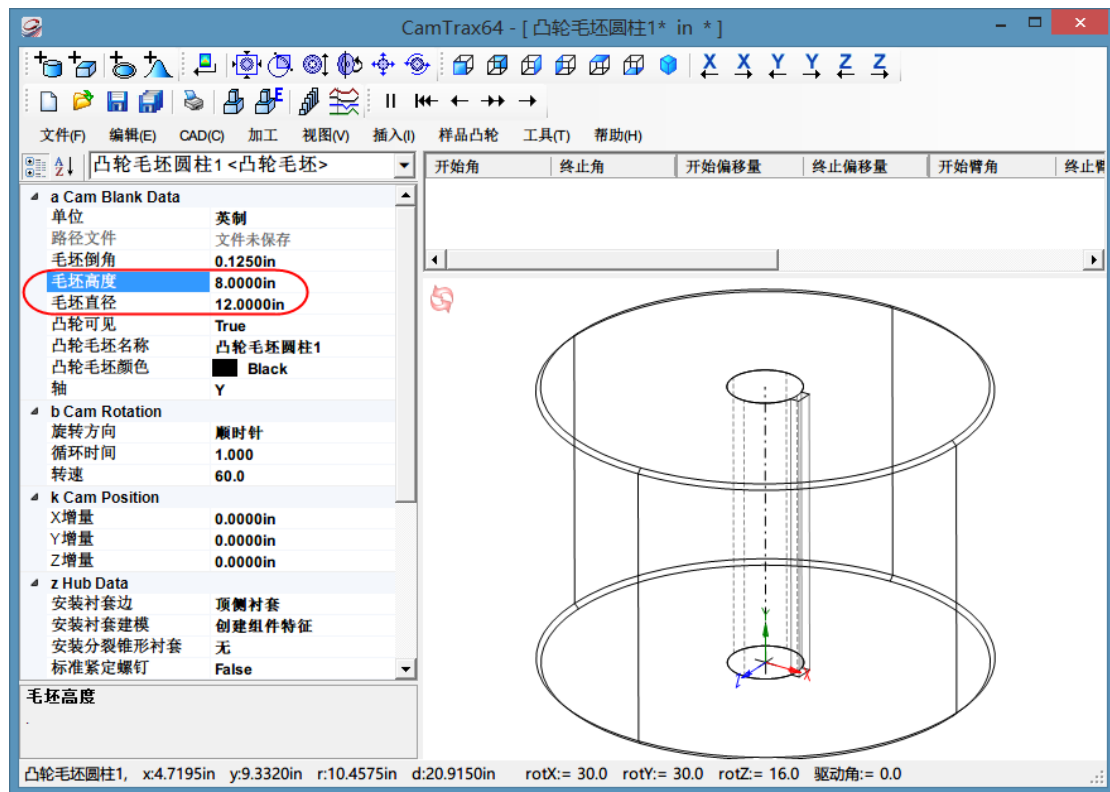 CamTrax64 - [ 凸轮毛坯圆柱1* in * ]
X X Y Y Z Z
E
文件(F) 编辑(E) CAD(C) 加工 视图(V) 插入(I) 样品凸轮 工具(T) 帮助(H)
A Z 凸轮毛坯圆柱1 <凸轮毛坯>
开始角 终止角 开始偏移量 终止偏移量 开始臂角 终止臂
a Cam Blank Data
单位 英制
路径文件 文件未保存
毛坯倒角 0.1250in
毛坯高度 8.0000in
毛坯直径 12.0000in
凸轮可见 True
凸轮毛坯名称 凸轮毛坯圆柱1
凸轮毛坯颜色 Black
轴 Y
b Cam Rotation
旋转方向 顺时针
循环时间 1.000
转速 60.0
k Cam Position
X增量 0.0000in
Y增量 0.0000in
Z增量 0.0000in
z Hub Data
安装衬套边 顶侧衬套
安装衬套建模 创建组件特征
安装分裂锥形衬套 无
标准紧定螺钉 False
毛坯高度
.
Y
Z X
凸轮毛坯圆柱1, x:4.7195in y:9.3320in r:10.4575in d:20.9150in rotX:= 30.0 rotY:= 30.0 rotZ:= 16.0 驱动角:= 0.0